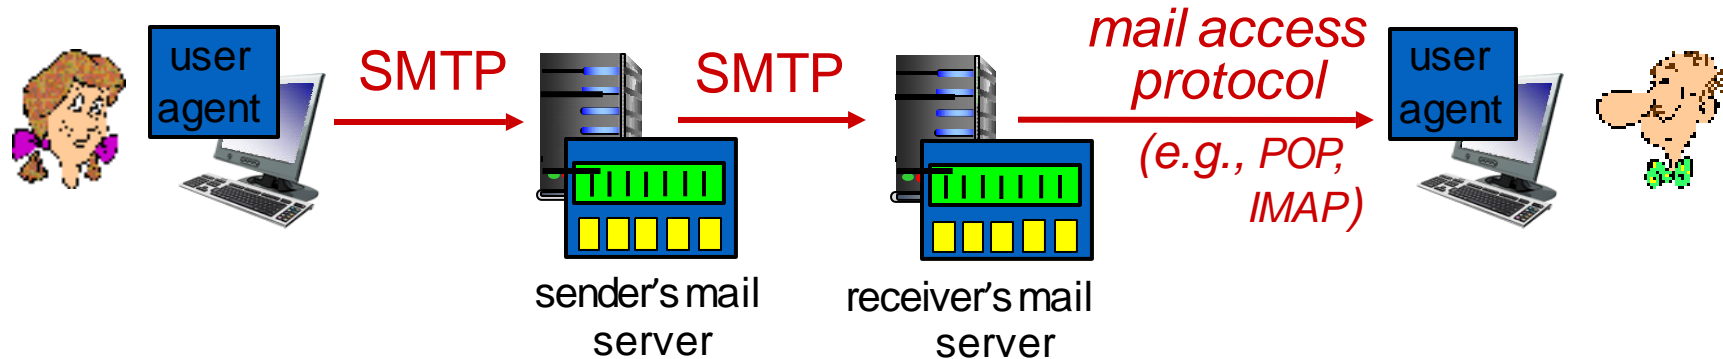 user
agent
SMTP
SMTP
mail access
protocol
(e.g., POP,
IMAP)
user
agent
sender's mail
server
receiver's mail
server